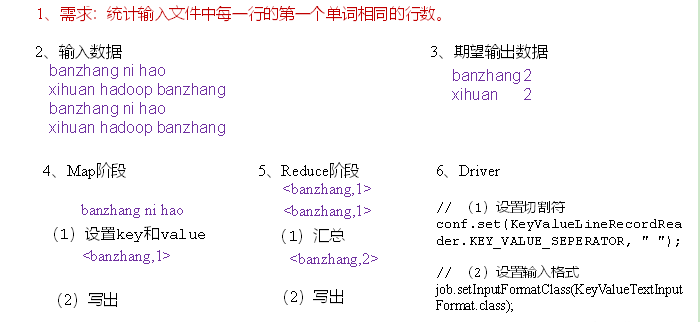 1、需求：统计输入文件中每一行的第一个单词相同的行数。
2、输入数据
banzhang ni hao
xihuan hadoop banzhang
banzhang ni hao
xihuan hadoop banzhang
3、期望输出数据
banzhang 2
xihuan 2
4、Map阶段
banzhang ni hao
（1）设置key和value
<banzhang,1>
（2）写出
5、Reduce阶段
<banzhang,1>
<banzhang,1>
（1）汇总
<banzhang,2>
（2）写出
6、Driver
// （1）设置切割符
conf.set(KeyValueLineRecordRea
der.KEY_VALUE_SEPERATOR, " ");
// （2）设置输入格式
job.setInputFormatClass(KeyValueTextInput
Format.class);